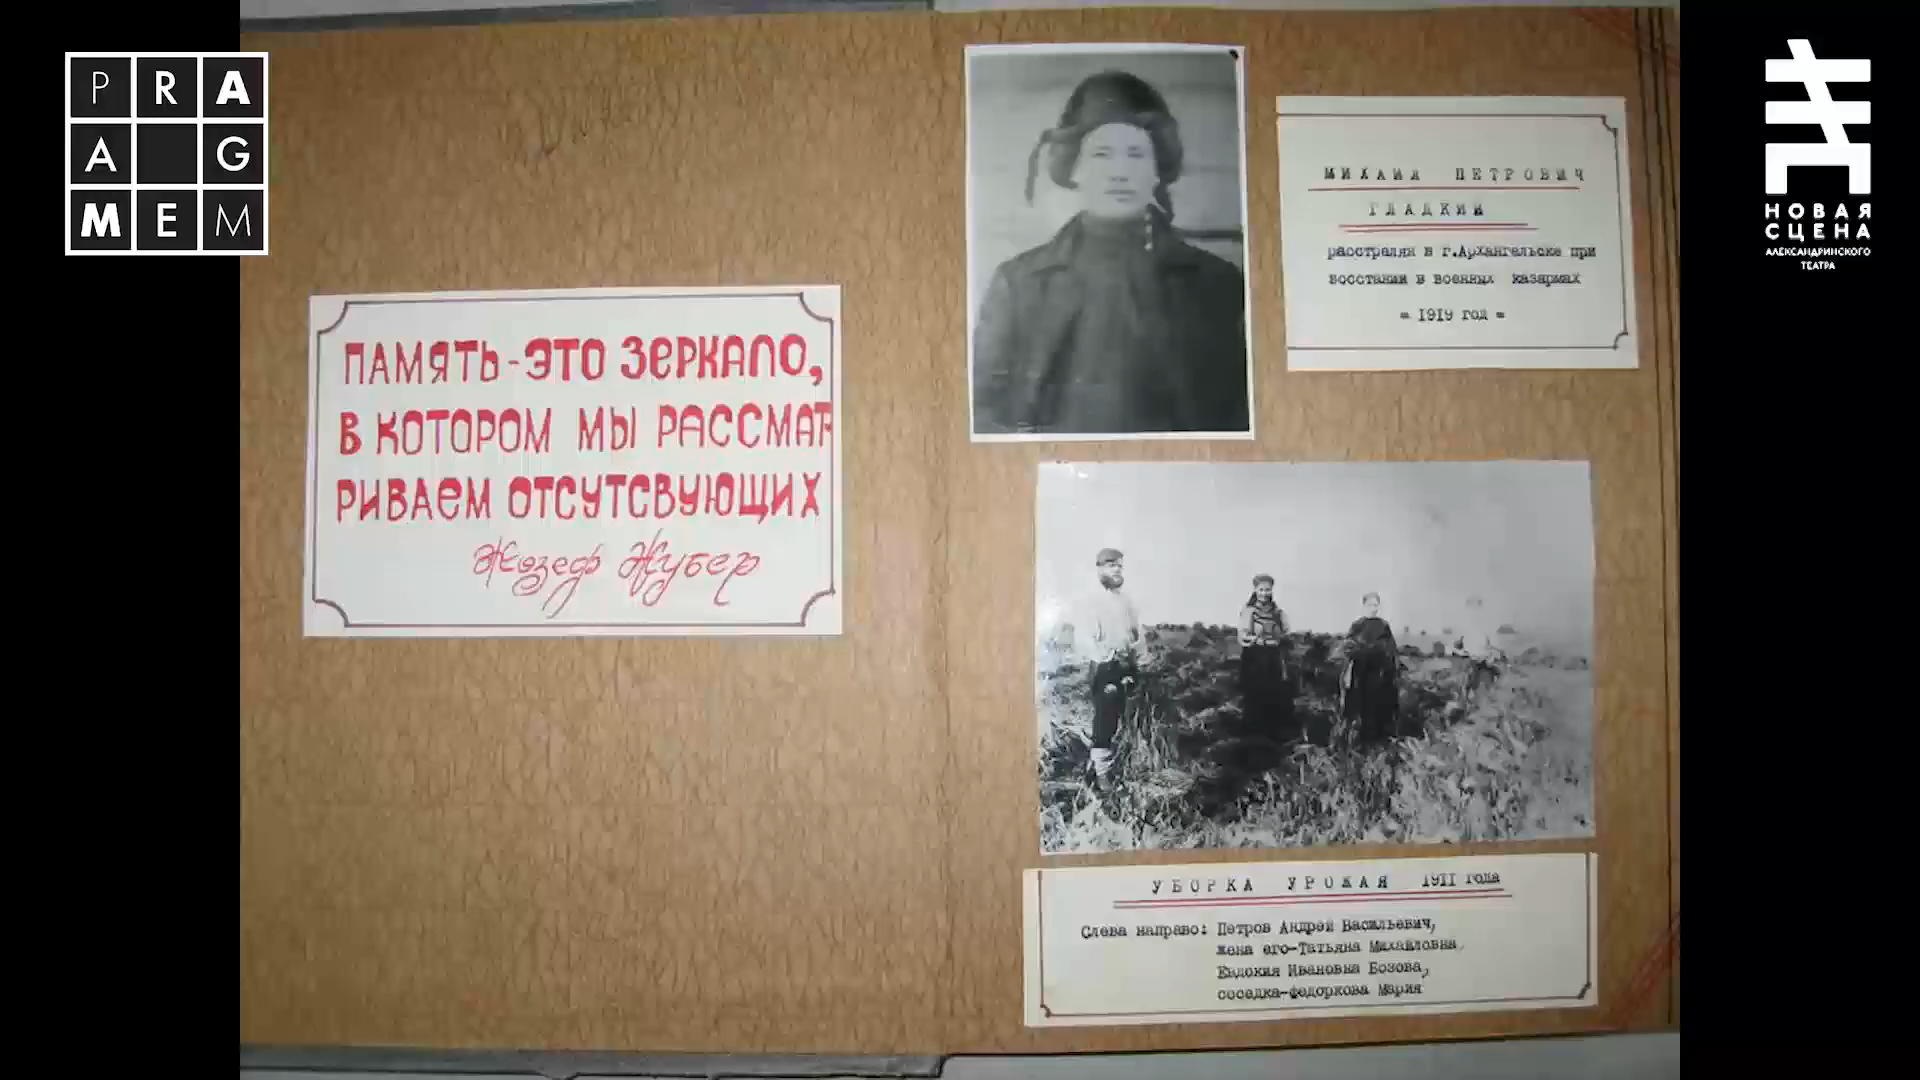 PRA
A G
MEM
НОВАЯ
СЦЕНА
АЛЕКСАНДРИНСКОГО
ТЕАТРА
ПАМЯТЬ-ЭТО ЗЕРКАЛО,
В КОТОРОМ МЫ РАССМАТ-
РИВАЕМ ОТСУТСВУЮЩИХ
Жозеф Жубер
МИХАИЛ ПЕТРОВИЧ
ГЛАДКИЙ
расстрелян в г.Архангельске при
восстании в военных казармах
= 1919 год =
УБОРКА УРОЖАЯ 1911 года
Слева направо: Петров Андрей Васильевич,
жена его-Татьяна Михайловна,
Евдокия Ивановна Бозова,
соседка-Федоркова Мария